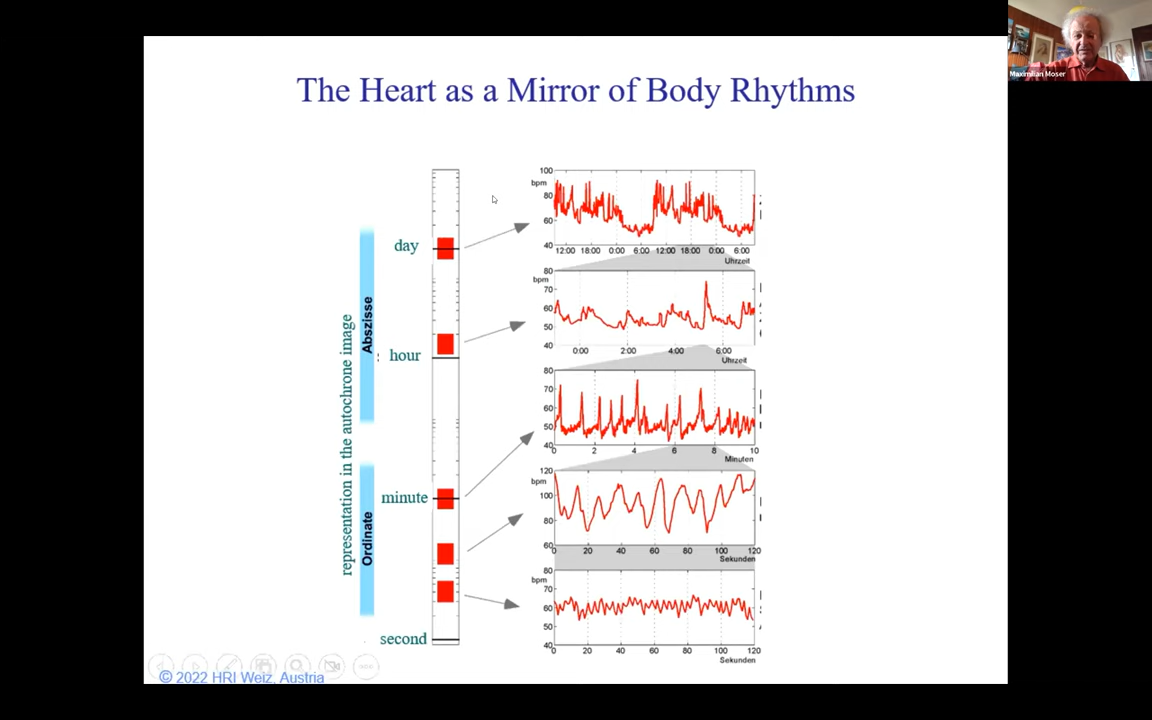 Maximilian Moser
The Heart as a Mirror of Body Rhythms
representation in the autochrone image
Abszisse
Ordinate
day
hour
minute
second
100
bpm
80
60
40
12:00 18:00 0:00 6:00 12:00 18:00 0:00 6:00
Uhrzeit
80
bpm
70
60
50
40
0:00 2:00 4:00 6:00
Uhrzeit
80
70
60
50
40
0 2 4 6 8 10
Minuten
120
bpm
100
80
60
0 20 40 60 80 100 120
Sekunden
80
bpm
70
60
50
40
0 20 40 60 80 100 120
Sekunden
© 2022 HRI Weiz, Austria